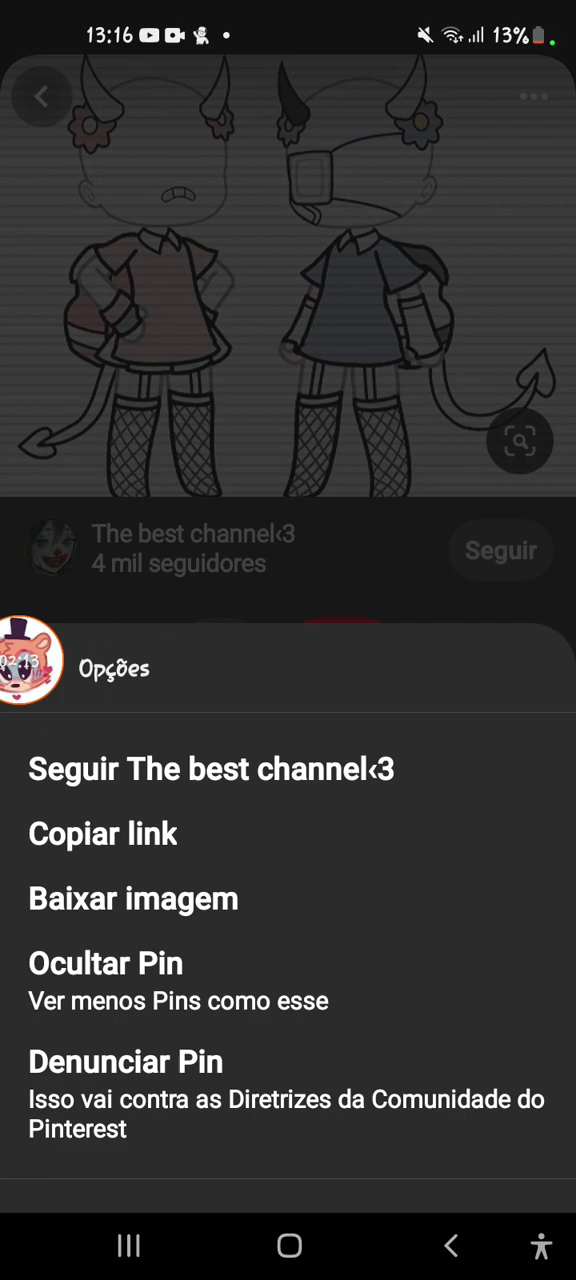 13:16
13%
The best channel‹3
4 mil seguidores
Seguir
02:13
Opções
Seguir The best channel‹3
Copiar link
Baixar imagem
Ocultar Pin
Ver menos Pins como esse
Denunciar Pin
Isso vai contra as Diretrizes da Comunidade do
Pinterest